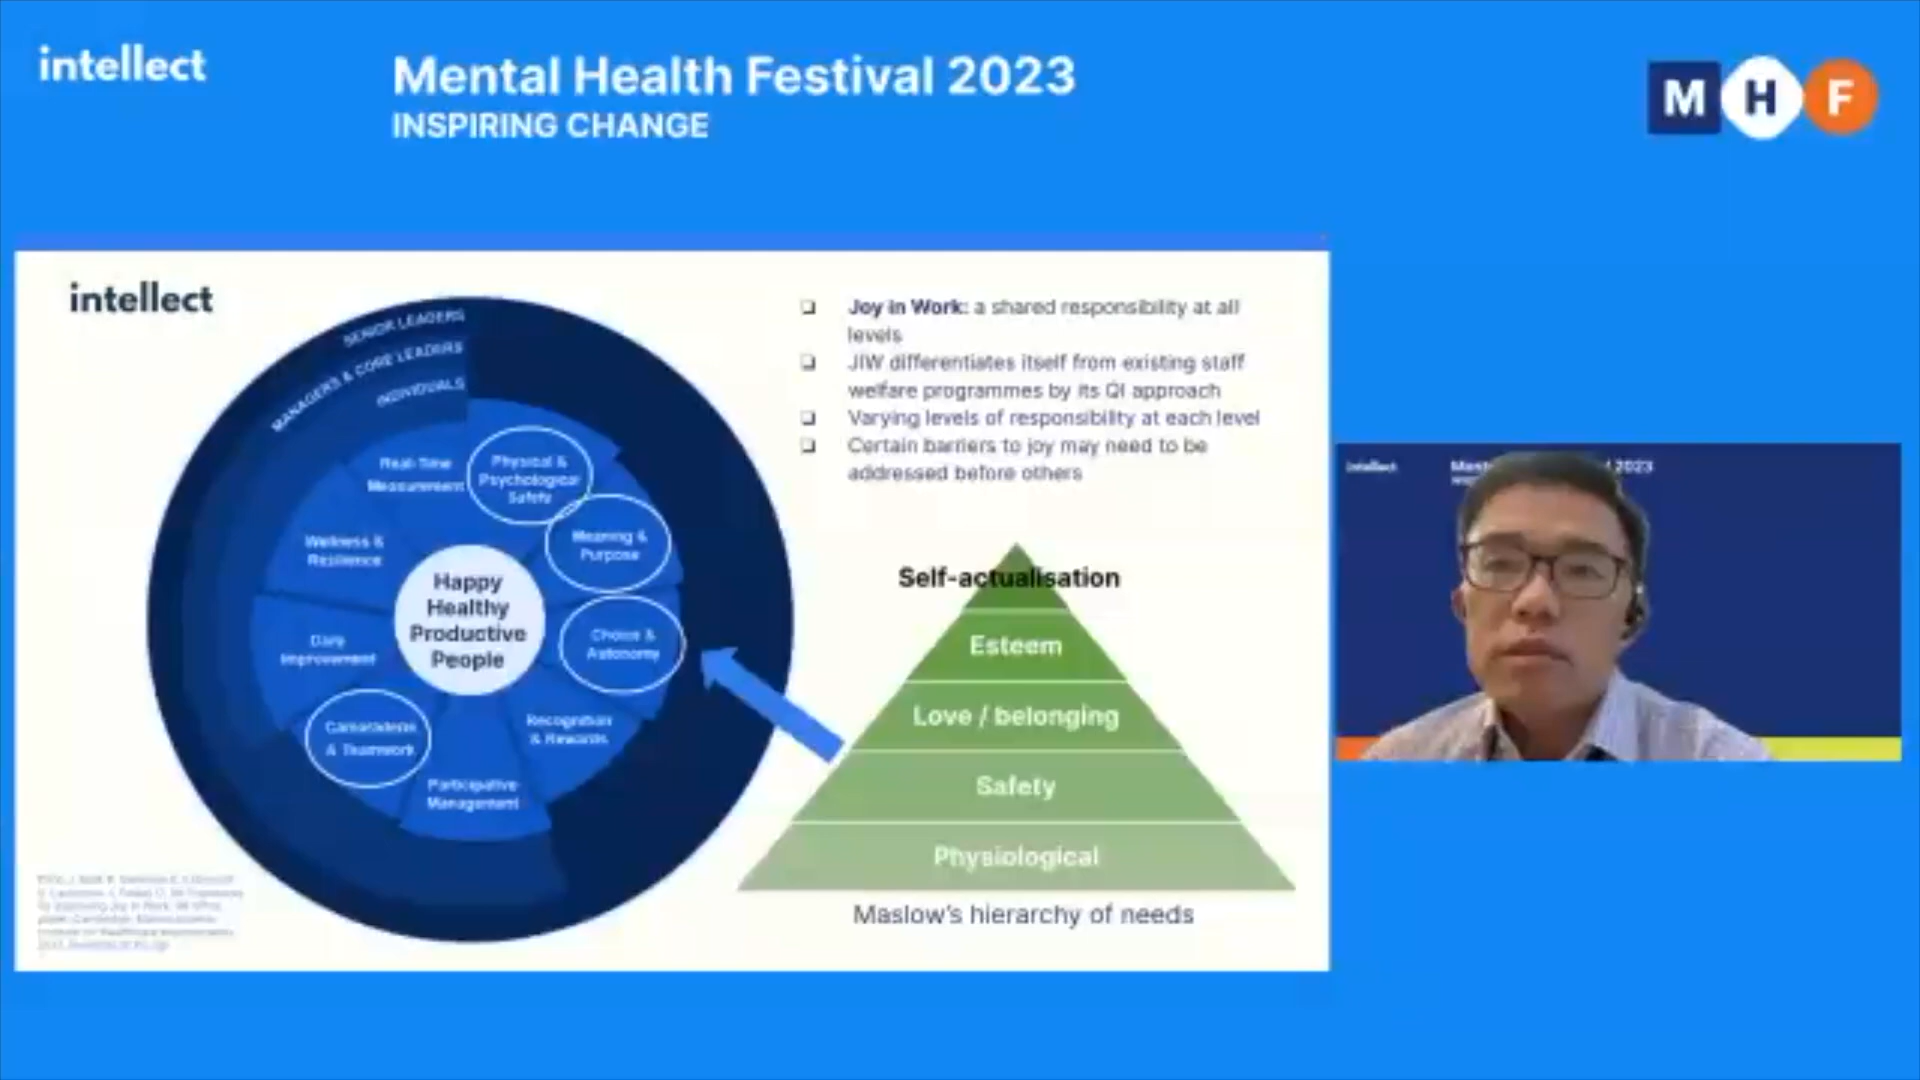 intellect
Mental Health Festival 2023
INSPIRING CHANGE
M H F
intellect
SENIOR LEADERS
MANAGERS & CORE LEADERS
INDIVIDUALS
Real-Time
Measurement
Physical &
Psychological
Safety
Meaning &
Purpose
Choice &
Autonomy
Recognition
& Rewards
Participative
Management
Camaraderie
& Teamwork
Daily
Improvement
Wellness &
Resilience
Happy
Healthy
Productive
People
❑ Joy in Work: a shared responsibility at all
levels
❑ JIW differentiates itself from existing staff
welfare programmes by its QI approach
❑ Varying levels of responsibility at each level
❑ Certain barriers to joy may need to be
addressed before others
Self-actualisation
Esteem
Love / belonging
Safety
Physiological
Maslow's hierarchy of needs
intellect
2023